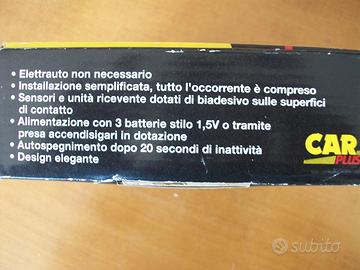 • Elettrauto non necessario
• Installazione semplificata, tutto l'occorrente è compreso
• Sensori e unità ricevente dotati di biadesivo sulle superfici
di contatto
• Alimentazione con 3 batterie stilo 1,5V o tramite
presa accendisigari in dotazione
• Autospegnimento dopo 20 secondi di inattività
• Design elegante
CAR
PLUS
subito